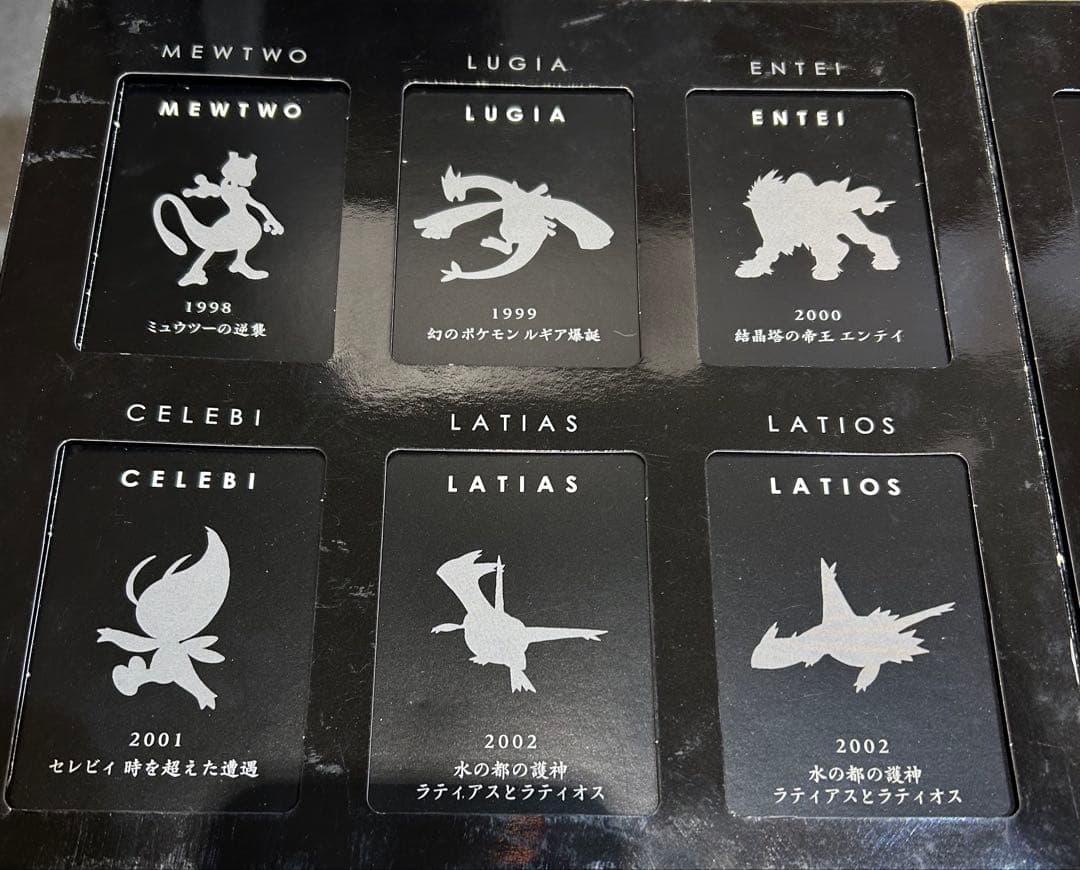 MEWTWO
LUGIA
ENTEI
MEWTWO
1998
ミュウツーの逆襲
LUGIA
1999
幻のポケモン ルギア爆誕
ENTEI
2000
結晶塔の帝王 エンテイ
CELEBI
LATIAS
LATIOS
CELEBI
2001
セレビィ 時を超えた遭遇
LATIAS
2002
水の都の護神
ラティアスとラティオス
LATIOS
2002
水の都の護神
ラティアスとラティオス